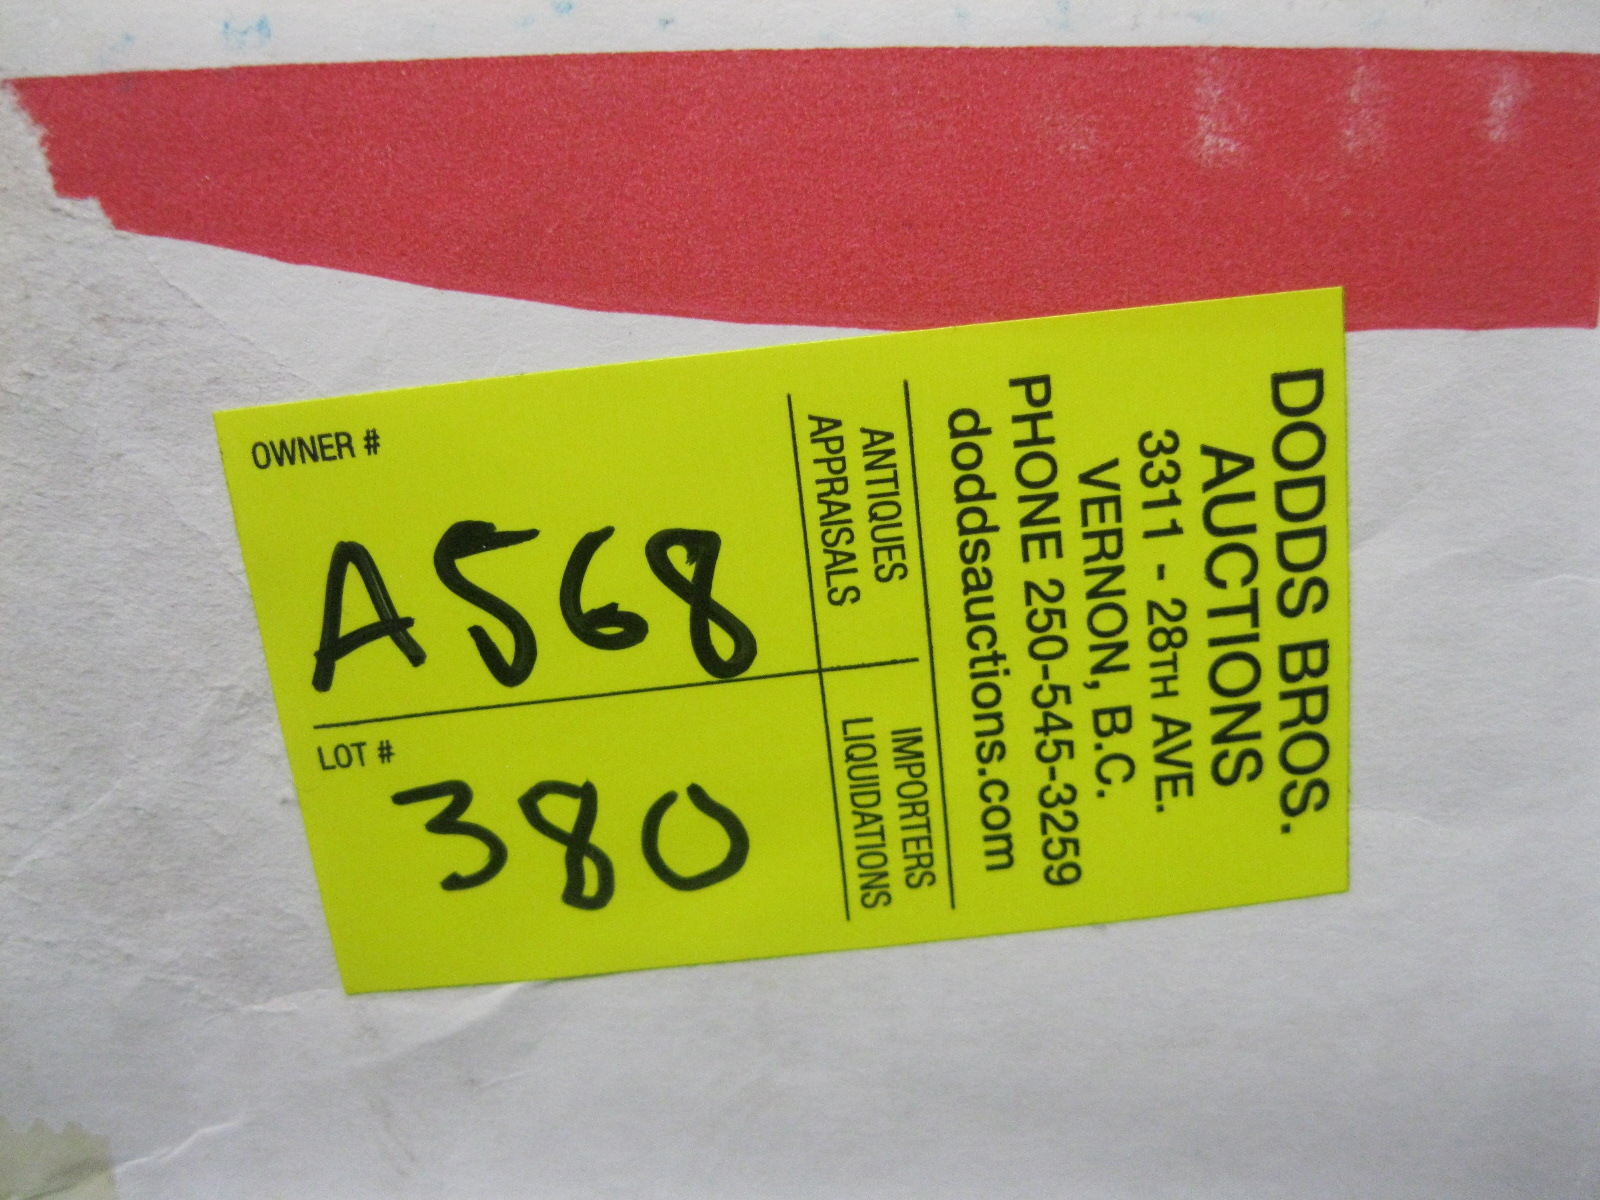 DODDS BROS.
AUCTIONS
3311 - 28TH AVE.
VERNON, B.C.
PHONE 250-545-3259
doddsauctions.com
ANTIQUES
APPRAISALS
IMPORTERS
LIQUIDATIONS
OWNER #
A568
LOT #
380